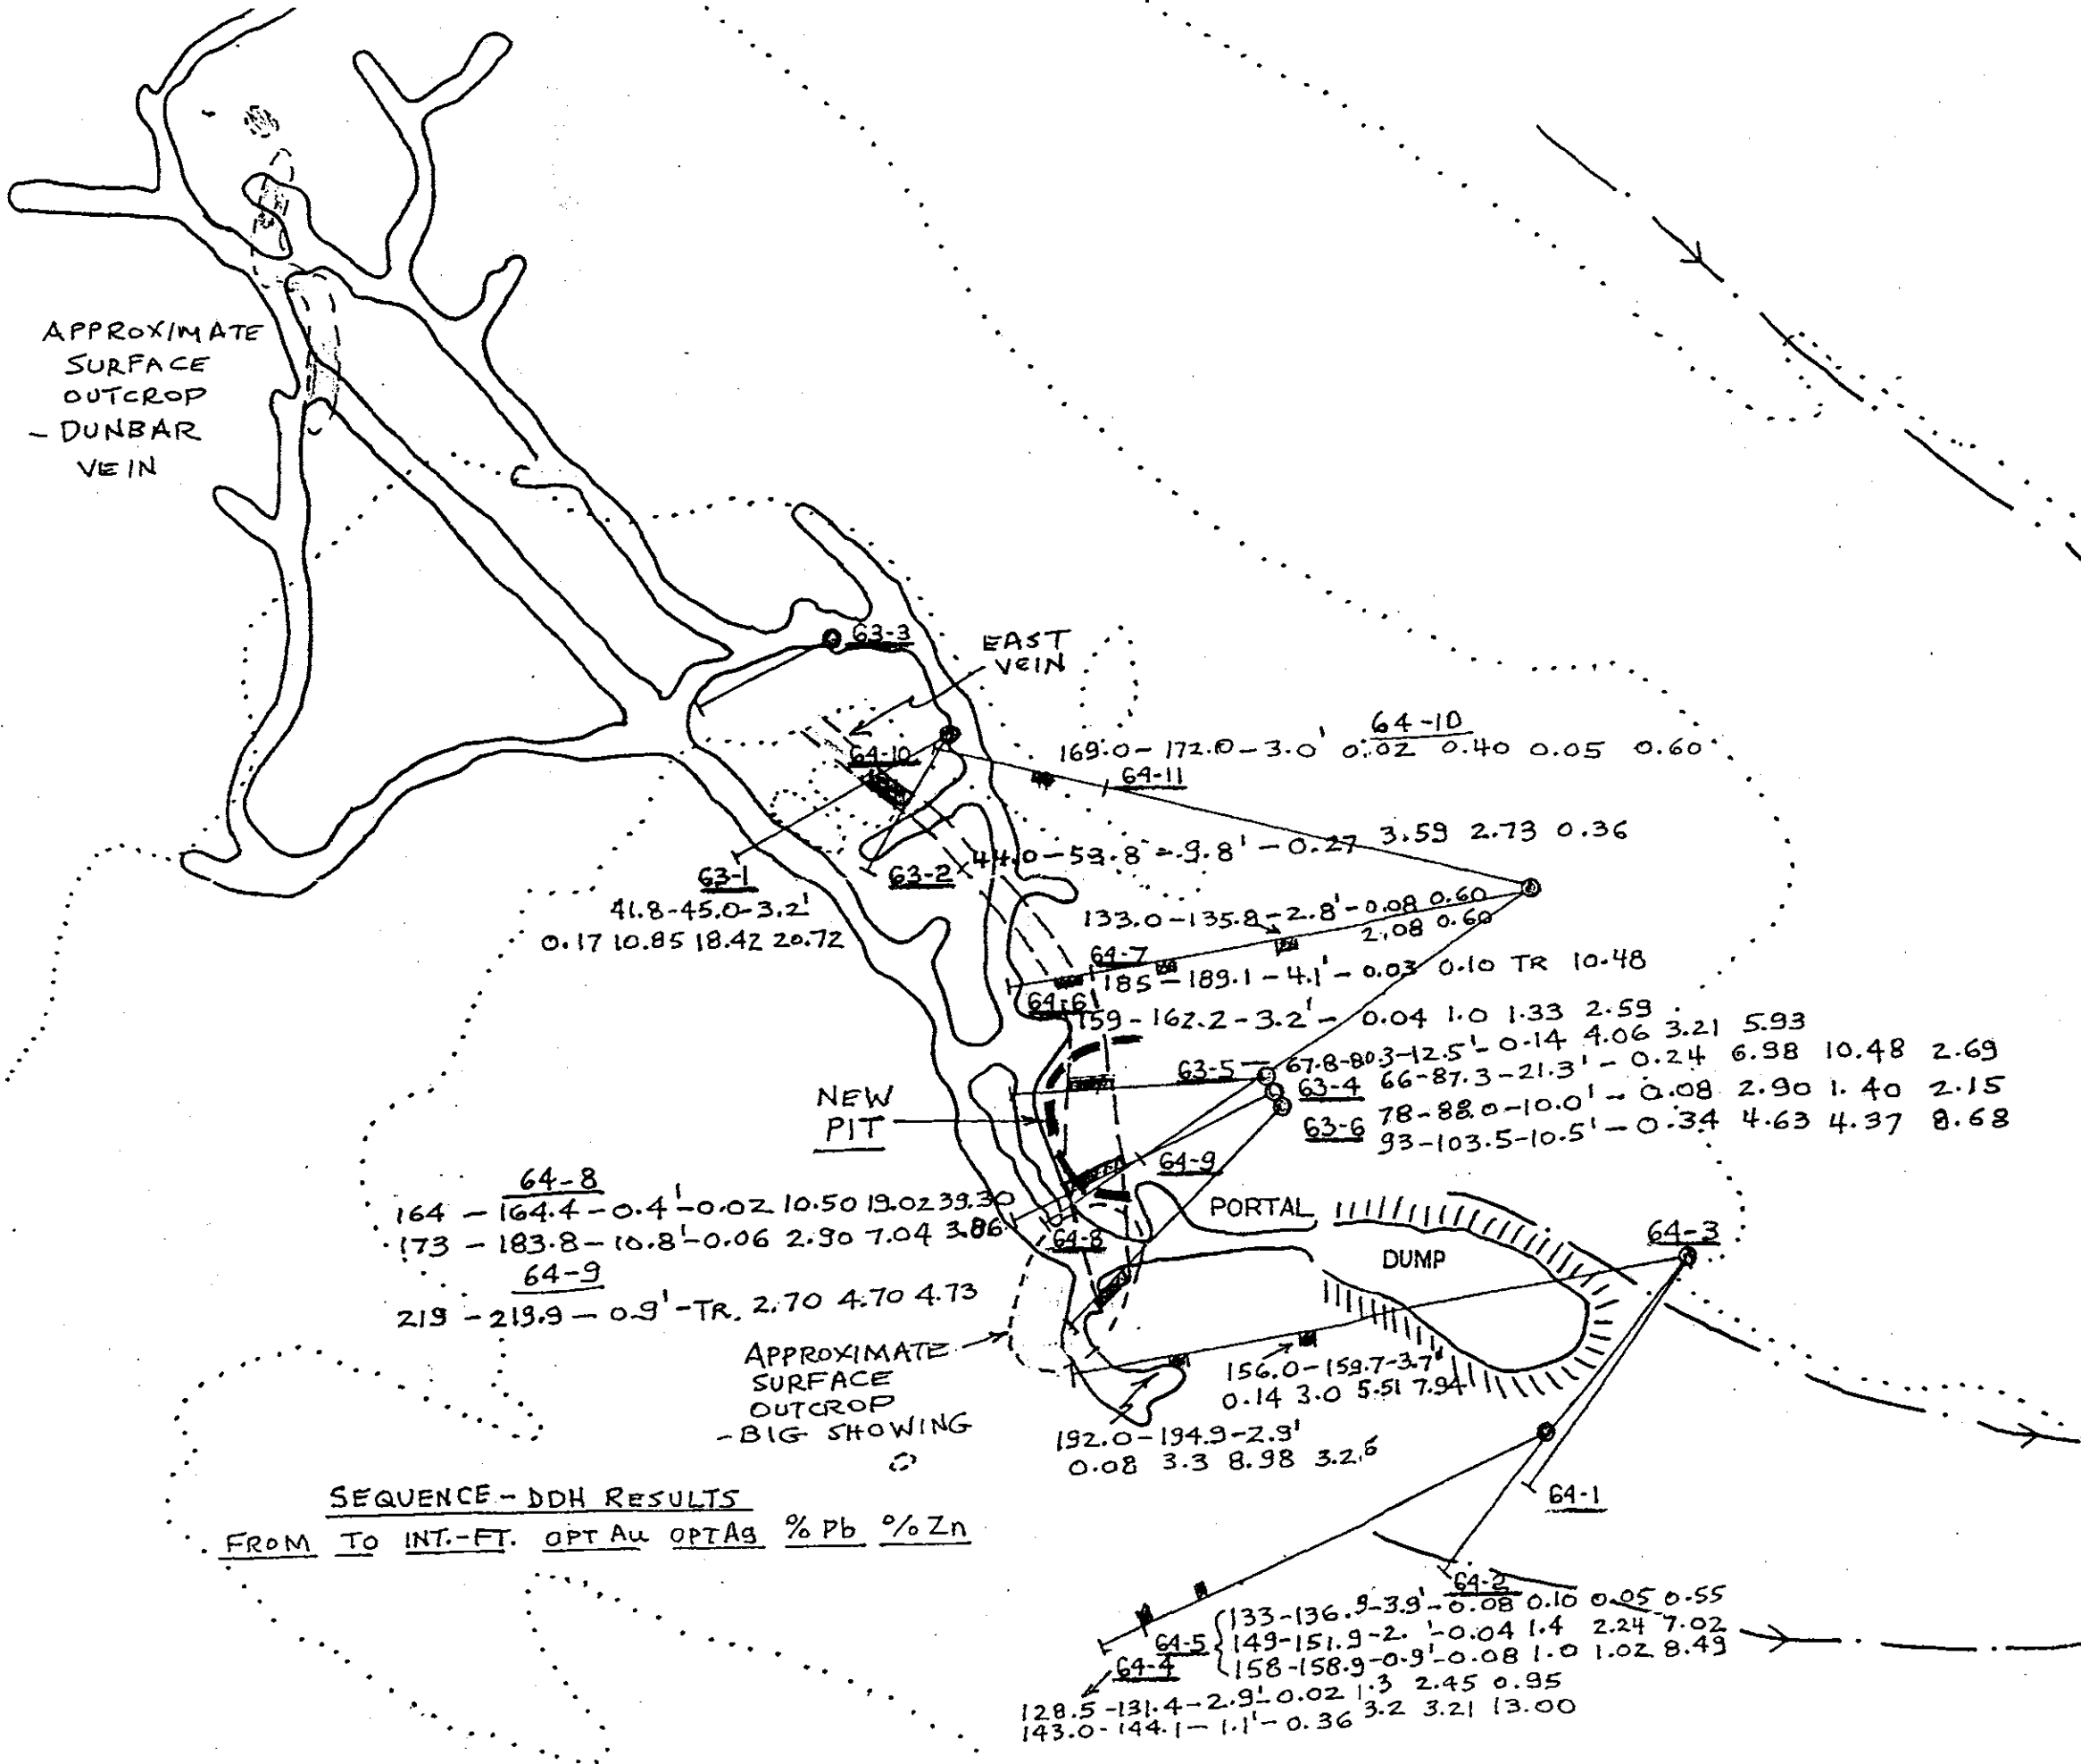 APPROXIMATE
SURFACE
OUTCROP
- DUNBAR
VEIN
63-3
EAST
VEIN
64-10
169.0-172.0-3.0' 0.02 0.40 0.05 0.60
64-10
64-11
44.0-53.8-9.8'-0.27 3.59 2.73 0.36
63-1
63-2
41.8-45.0-3.2'
0.17 10.85 18.42 20.72
133.0-135.8-2.8'-0.08 0.60
2.08 0.60
64-7
185-189.1-4.1'-0.03 0.10 TR 10.48
64-6
159-162.2-3.2'- 0.04 1.0 1.33 2.59
63-5 - 67.8-80.3-12.5'-0.14 4.06 3.21 5.93
63-4 66-87.3-21.3'-0.24 6.98 10.48 2.69
63-6 78-88.0-10.0'-0.08 2.90 1.40 2.15
93-103.5-10.5'-0.34 4.63 4.37 8.68
NEW
PIT
64-9
64-8
164-164.4-0.4'-0.02 10.50 19.02 39.30
173-183.8-10.8'-0.06 2.90 7.04 3.86
64-8
64-9
219-219.9-0.9'-TR. 2.70 4.70 4.73
PORTAL
DUMP
64-3
APPROXIMATE
SURFACE
OUTCROP
-BIG SHOWING
156.0-159.7-3.7'
0.14 3.0 5.51 7.94
192.0-194.9-2.9'
0.08 3.3 8.98 3.26
64-1
SEQUENCE-DDH RESULTS
FROM TO INT.-FT. OPT Au OPT Ag % Pb % Zn
64-2
64-5 133-136.9-3.9'-0.08 0.10 0.05 0.55
149-151.9-2. '-0.04 1.4 2.24 7.02
158-158.9-0.9'-0.08 1.0 1.02 8.49
64-4
128.5-131.4-2.9'-0.02 1.3 2.45 0.95
143.0-144.1-1.1'-0.36 3.2 3.21 13.00